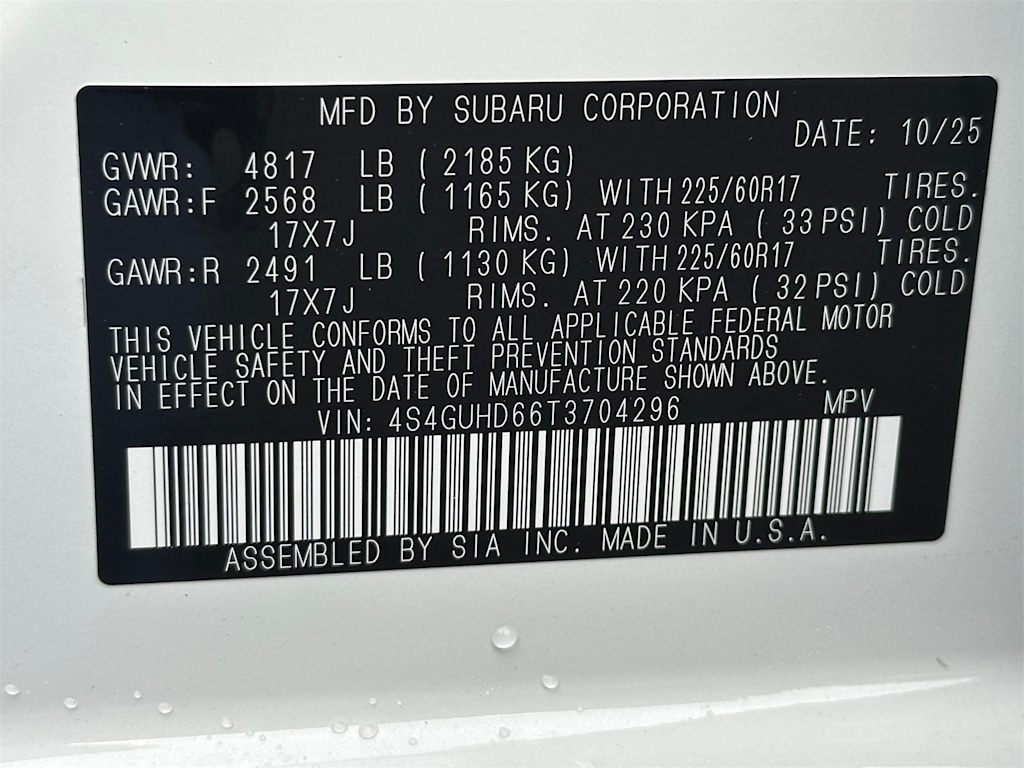 MFD BY SUBARU CORPORATION
DATE: 10/25
GVWR: 4817 LB ( 2185 KG)
GAWR:F 2568 LB ( 1165 KG) WITH 225/60R17 TIRES.
17X7J RIMS. AT 230 KPA ( 33 PSI) COLD
GAWR:R 2491 LB ( 1130 KG) WITH 225/60R17 TIRES.
17X7J RIMS. AT 220 KPA ( 32 PSI) COLD
THIS VEHICLE CONFORMS TO ALL APPLICABLE FEDERAL MOTOR
VEHICLE SAFETY AND THEFT PREVENTION STANDARDS
IN EFFECT ON THE DATE OF MANUFACTURE SHOWN ABOVE.
VIN: 4S4GUHD66T3704296 MPV
ASSEMBLED BY SIA INC. MADE IN U.S.A.